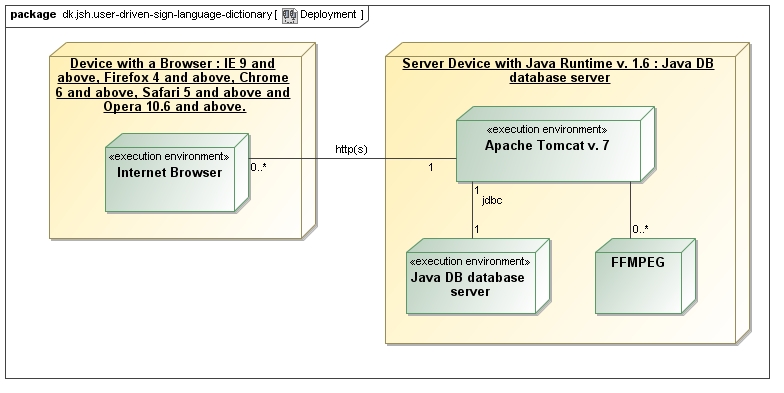 package dk.jsh.user-driven-sign-language-dictionary [ Deployment ]
Device with a Browser : IE 9 and
above, Firefox 4 and above, Chrome
6 and above, Safari 5 and above and
Opera 10.6 and above.
«execution environment»
Internet Browser
0..*
http(s)
1
Server Device with Java Runtime v. 1.6 : Java DB
database server
«execution environment»
Apache Tomcat v. 7
1
jdbc
1
0..*
«execution environment»
Java DB database
server
FFMPEG